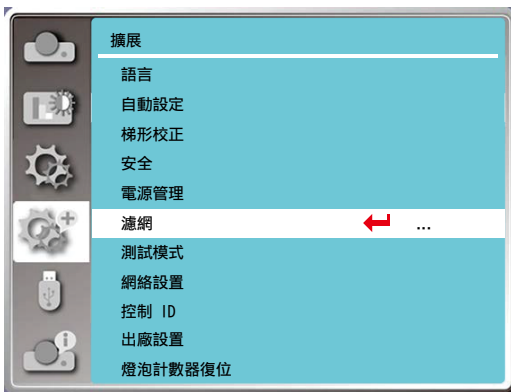 擴展
語言
自動設定
梯形校正
安全
電源管理
濾網 ...
測試模式
網絡設置
控制 ID
出廠設置
燈泡計數器復位